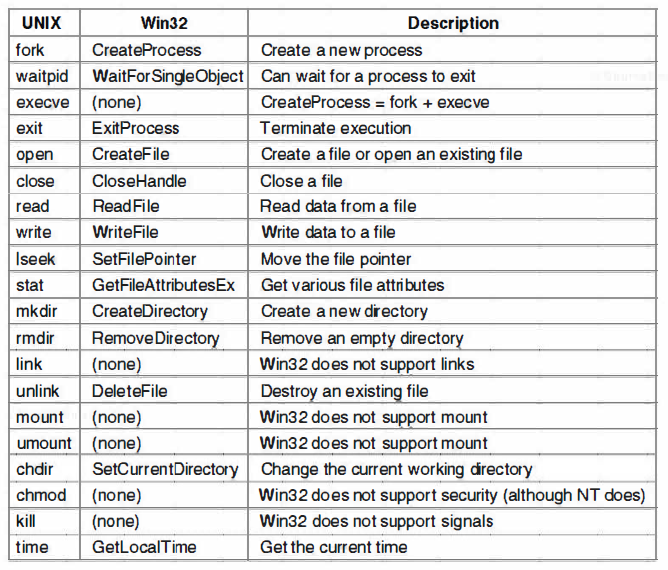 UNIX Win32 Description
fork CreateProcess Create a new process
waitpid WaitForSingleObject Can wait for a process to exit
execve (none) CreateProcess = fork + execve
exit ExitProcess Terminate execution
open CreateFile Create a file or open an existing file
close CloseHandle Close a file
read ReadFile Read data from a file
write WriteFile Write data to a file
lseek SetFilePointer Move the file pointer
stat GetFileAttributesEx Get various file attributes
mkdir CreateDirectory Create a new directory
rmdir RemoveDirectory Remove an empty directory
link (none) Win32 does not support links
unlink DeleteFile Destroy an existing file
mount (none) Win32 does not support mount
umount (none) Win32 does not support mount
chdir SetCurrentDirectory Change the current working directory
chmod (none) Win32 does not support security (although NT does)
kill (none) Win32 does not support signals
time GetLocalTime Get the current time